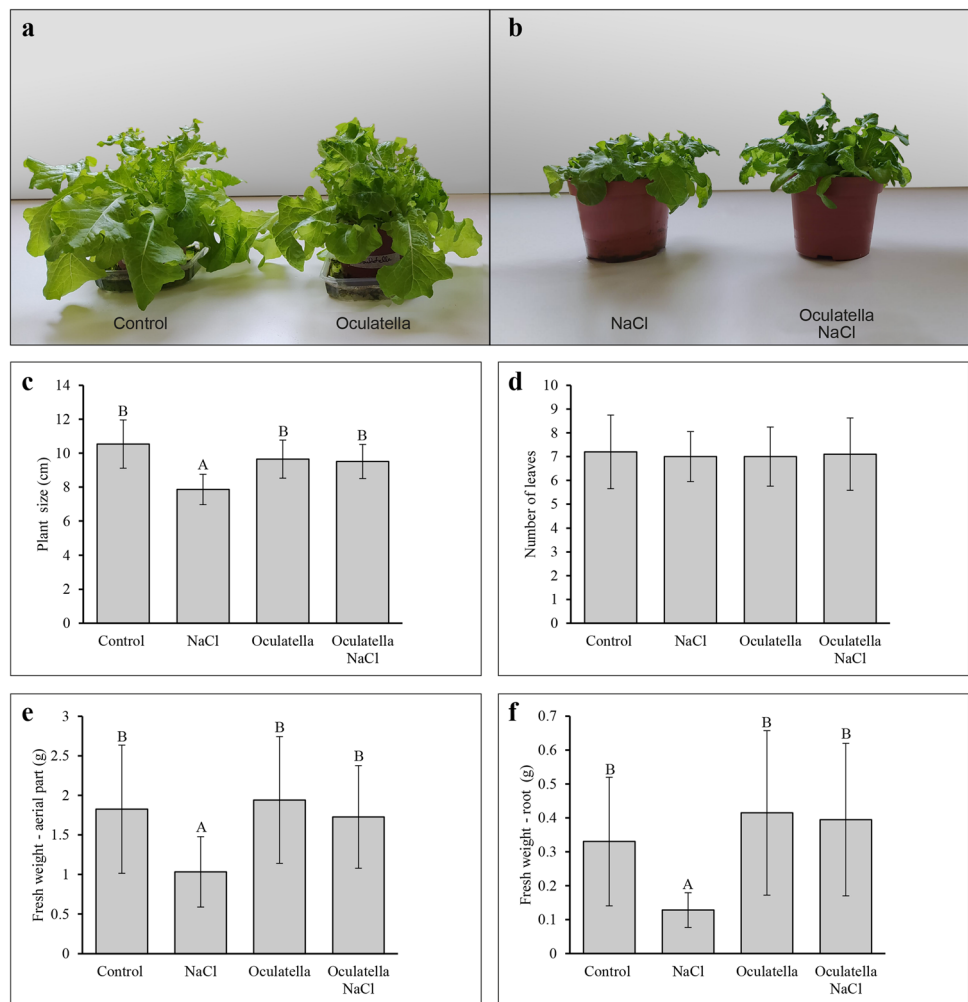 a
Control
Oculatella
b
NaCl
Oculatella
NaCl
c
Plant size (cm)
14
12
10
8
6
4
2
0
B
A
B
B
Control
NaCl
Oculatella
Oculatella
NaCl
d
Number of leaves
10
9
8
7
6
5
4
3
2
1
0
Control
NaCl
Oculatella
Oculatella
NaCl
e
Fresh weight - aerial part (g)
3
2.5
2
1.5
1
0.5
0
B
A
B
B
Control
NaCl
Oculatella
Oculatella
NaCl
f
Fresh weight - root (g)
0.7
0.6
0.5
0.4
0.3
0.2
0.1
0
B
A
B
B
Control
NaCl
Oculatella
Oculatella
NaCl